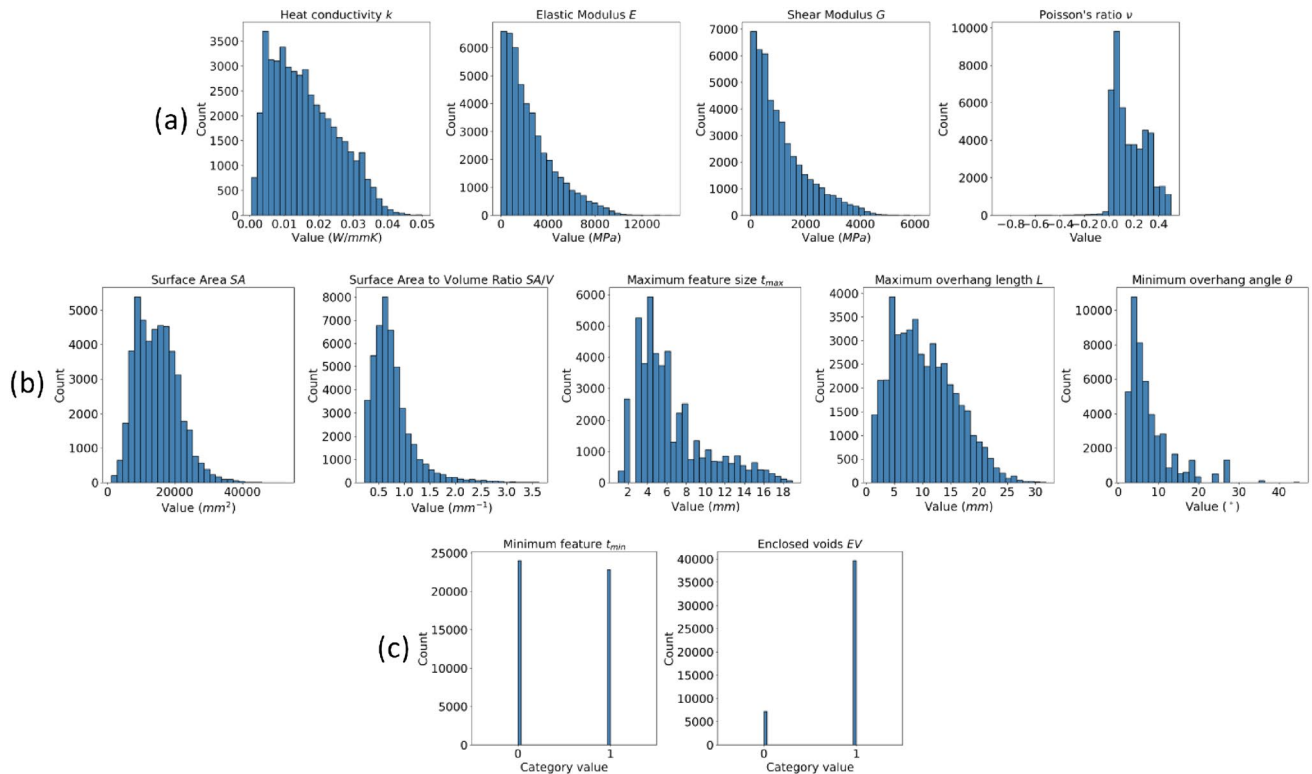 (a)
Heat conductivity k
Count
3500
3000
2500
2000
1500
1000
500
0
0.00 0.01 0.02 0.03 0.04 0.05
Value (W/mmK)
Elastic Modulus E
Count
6000
5000
4000
3000
2000
1000
0
0 4000 8000 12000
Value (MPa)
Shear Modulus G
Count
7000
6000
5000
4000
3000
2000
1000
0
0 2000 4000 6000
Value (MPa)
Poisson's ratio ν
Count
10000
8000
6000
4000
2000
0
−0.8−0.6−0.4−0.2 0.0 0.2 0.4
Value
(b)
Surface Area SA
Count
5000
4000
3000
2000
1000
0
0 20000 40000
Value (mm²)
Surface Area to Volume Ratio SA/V
Count
8000
7000
6000
5000
4000
3000
2000
1000
0
0.5 1.0 1.5 2.0 2.5 3.0 3.5
Value (mm⁻¹)
Maximum feature size tmax
Count
6000
5000
4000
3000
2000
1000
0
2 4 6 8 10 12 14 16 18
Value (mm)
Maximum overhang length L
Count
4000
3500
3000
2500
2000
1500
1000
500
0
0 5 10 15 20 25 30
Value (mm)
Minimum overhang angle θ
Count
10000
8000
6000
4000
2000
0
0 10 20 30 40
Value (°)
(c)
Minimum feature tmin
Count
25000
20000
15000
10000
5000
0
0 1
Category value
Enclosed voids EV
Count
40000
35000
30000
25000
20000
15000
10000
5000
0
0 1
Category value